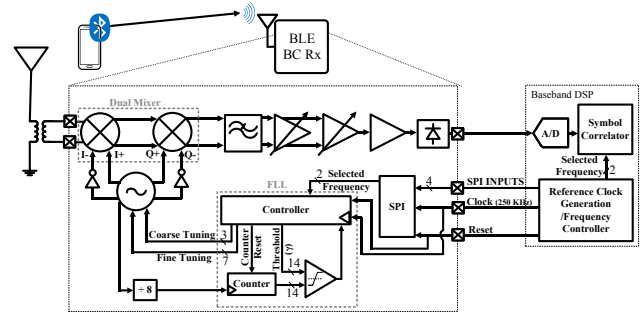 BLE
BC Rx
Baseband DSP
Dual Mixer
A/D
Symbol
Correlator
I-
I+
Q+
Q-
Selected
Frequency
2
2
Selected
Frequency
FLL
SPI
4
SPI INPUTS
Clock (250 KHz)
Reset
Reference Clock
Generation
/Frequency
Controller
Controller
Coarse Tuning
3
Fine Tuning
7
Counter
Reset
Threshold
(γ)
14
14
÷ 8
Counter